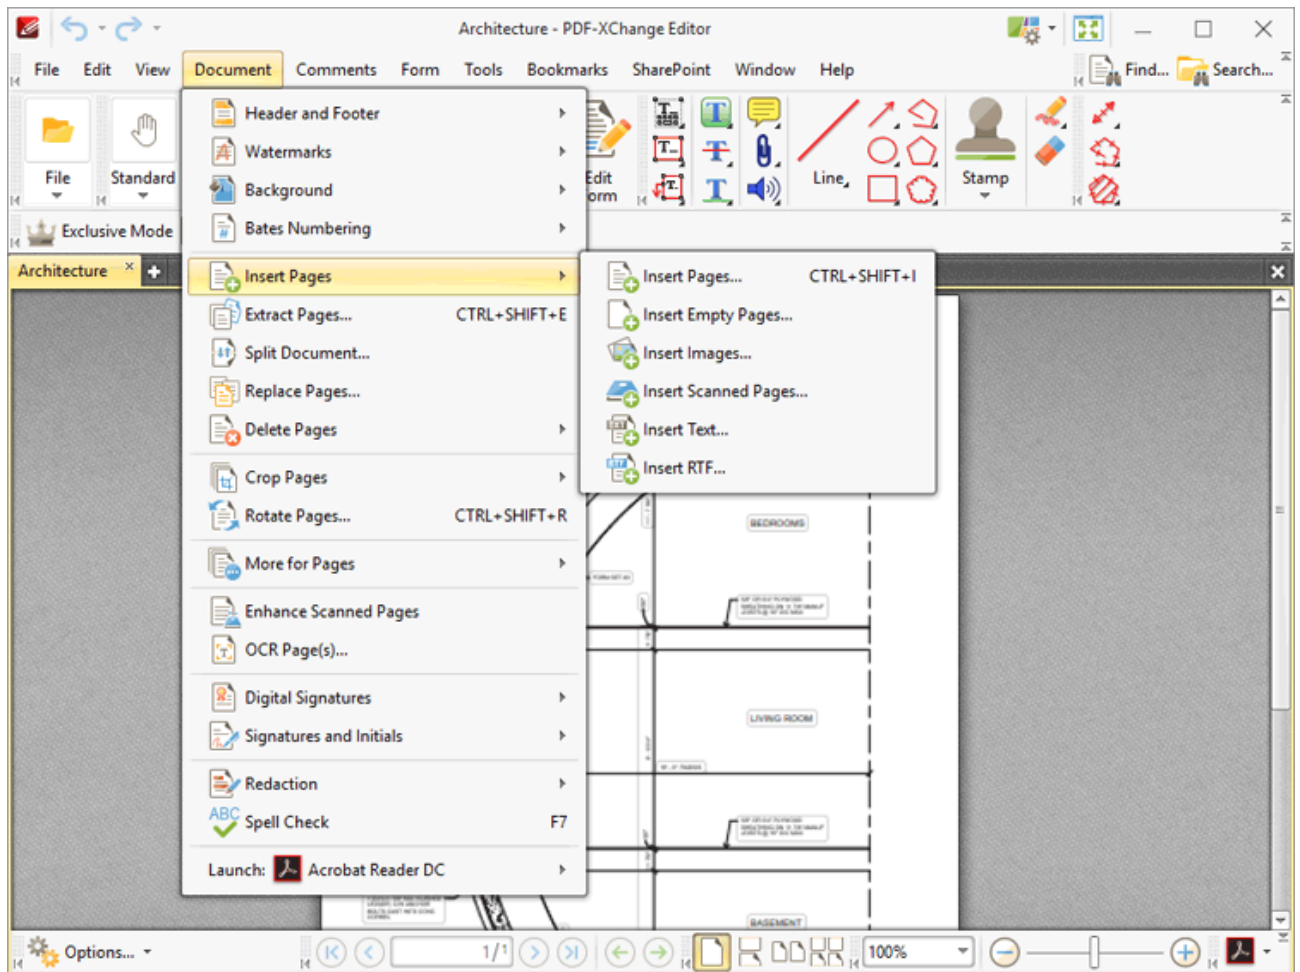 Architecture - PDF-XChange Editor
File Edit View Document Comments Form Tools Bookmarks SharePoint Window Help Find... Search...
File Standard Edit Form Line Stamp
Exclusive Mode
Architecture
Header and Footer
Watermarks
Background
Bates Numbering
Insert Pages
Extract Pages... CTRL+SHIFT+E
Split Document...
Replace Pages...
Delete Pages
Crop Pages
Rotate Pages... CTRL+SHIFT+R
More for Pages
Enhance Scanned Pages
OCR Page(s)...
Digital Signatures
Signatures and Initials
Redaction
ABC Spell Check F7
Launch: Acrobat Reader DC
Insert Pages... CTRL+SHIFT+I
Insert Empty Pages...
Insert Images...
Insert Scanned Pages...
Insert Text...
Insert RTF...
BEDROOMS
LIVING ROOM
BASEMENT
Options... 1/1 100%